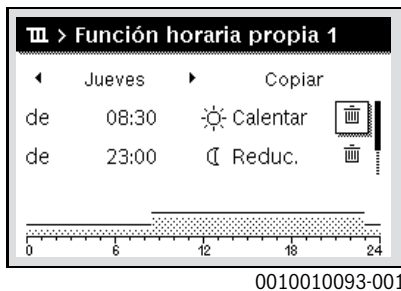 > Función horaria propia 1
Jueves Copiar
de 08:30 Calentar
de 23:00 Reduc.
0 6 12 18 24
0010010093-001